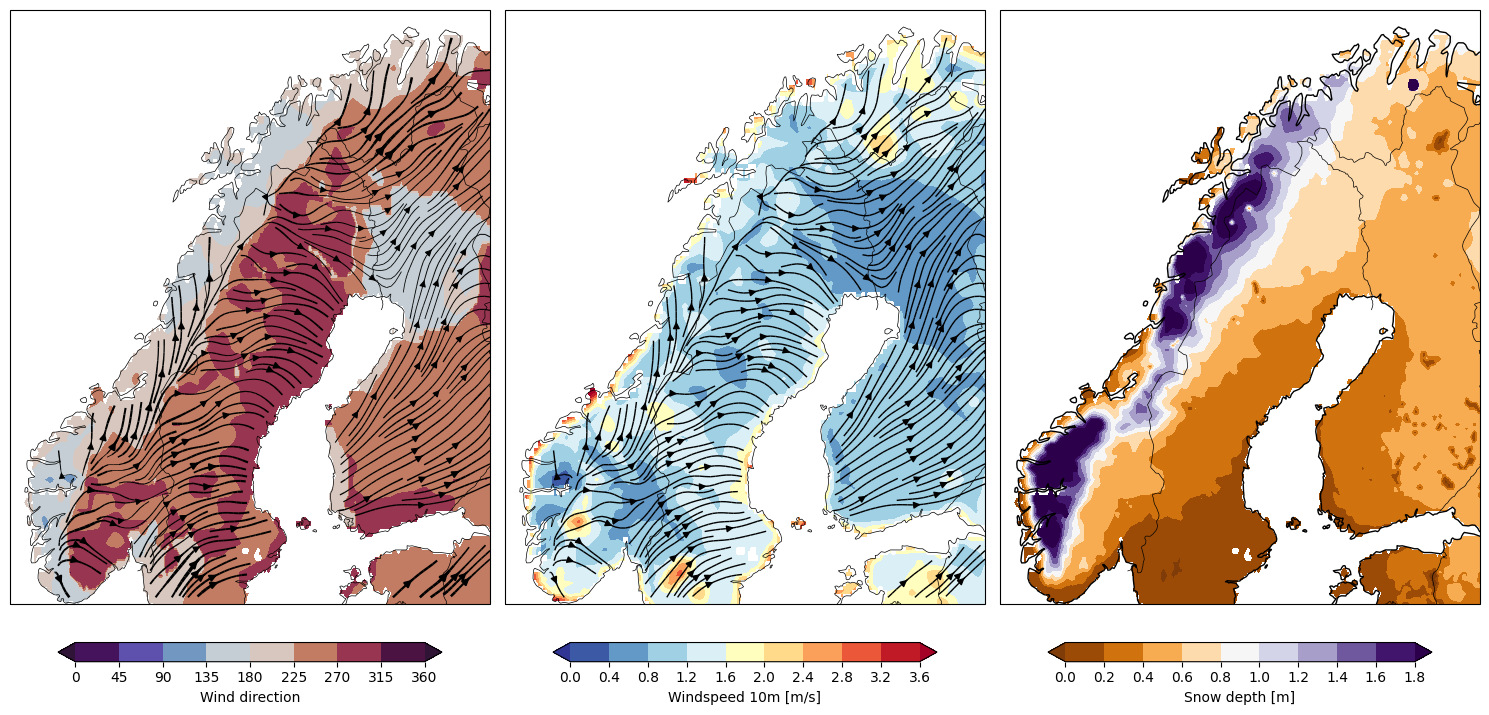 0 45 90 135 180 225 270 315 360
Wind direction
0.0 0.4 0.8 1.2 1.6 2.0 2.4 2.8 3.2 3.6
Windspeed 10m [m/s]
0.0 0.2 0.4 0.6 0.8 1.0 1.2 1.4 1.6 1.8
Snow depth [m]